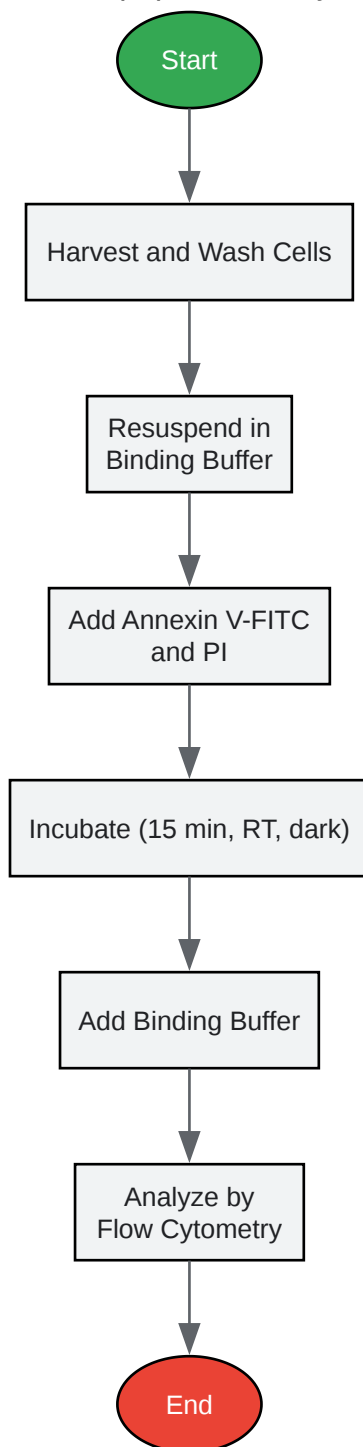 Start
Harvest and Wash Cells
Resuspend in
Binding Buffer
Add Annexin V-FITC
and PI
Incubate (15 min, RT, dark)
Add Binding Buffer
Analyze by
Flow Cytometry
End